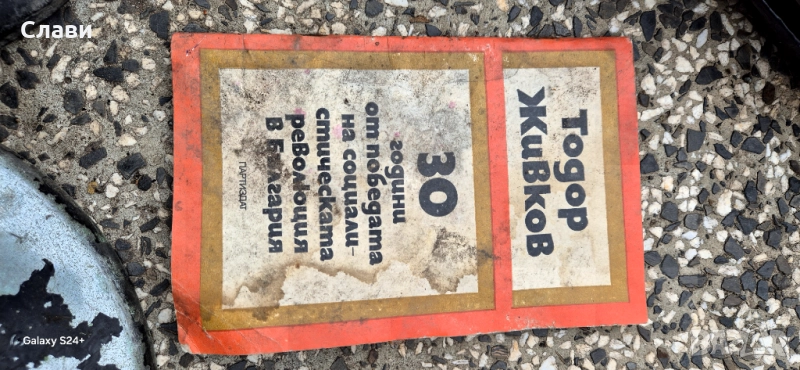 Слави
Тодор
Живков
30
години
от победата
на социали-
стическата
революция
в България
ПАРТИЗДАТ
Galaxy S24+